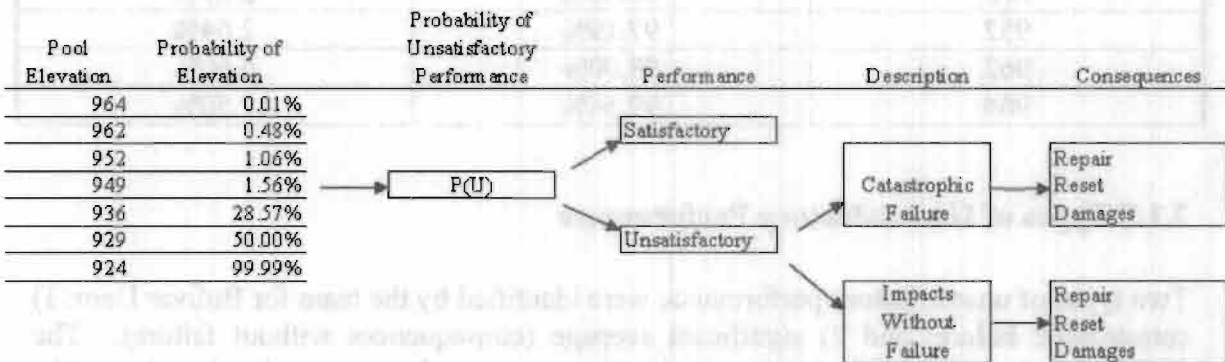 Pool Elevation
Probability of Elevation
Probability of Unsatisfactory Performance
Performance
Description
Consequences
964 0.01%
962 0.48%
952 1.06%
949 1.56%
936 28.57%
929 50.00%
924 99.99%
P(U)
Satisfactory
Unsatisfactory
Catastrophic
Failure
Repair
Reset
Damages
Impacts
Without
Failure
Repair
Reset
Damages